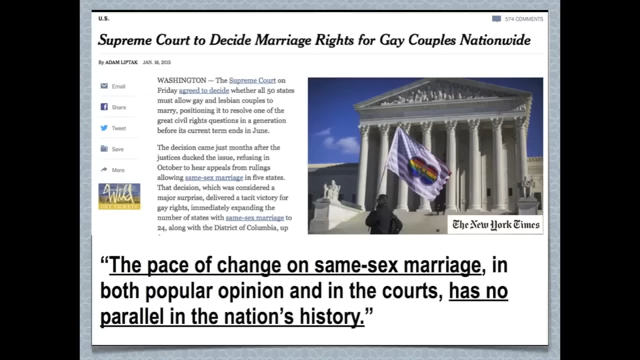 U.S.
574 COMMENTS
Supreme Court to Decide Marriage Rights for Gay Couples Nationwide
By ADAM LIPTAK JAN. 16, 2015
Email
Share
Tweet
Save
More
WASHINGTON — The Supreme Court on
Friday agreed to decide whether all 50 states
must allow gay and lesbian couples to
marry, positioning it to resolve one of the
great civil rights questions in a generation
before its current term ends in June.
The decision came just months after the
justices ducked the issue, refusing in
October to hear appeals from rulings
allowing same-sex marriage in five states.
That decision, which was considered a
major surprise, delivered a tacit victory for
gay rights, immediately expanding the
number of states with same-sex marriage to
24, along with the District of Columbia, up
The New York Times
“The pace of change on same-sex marriage, in
both popular opinion and in the courts, has no
parallel in the nation’s history.”